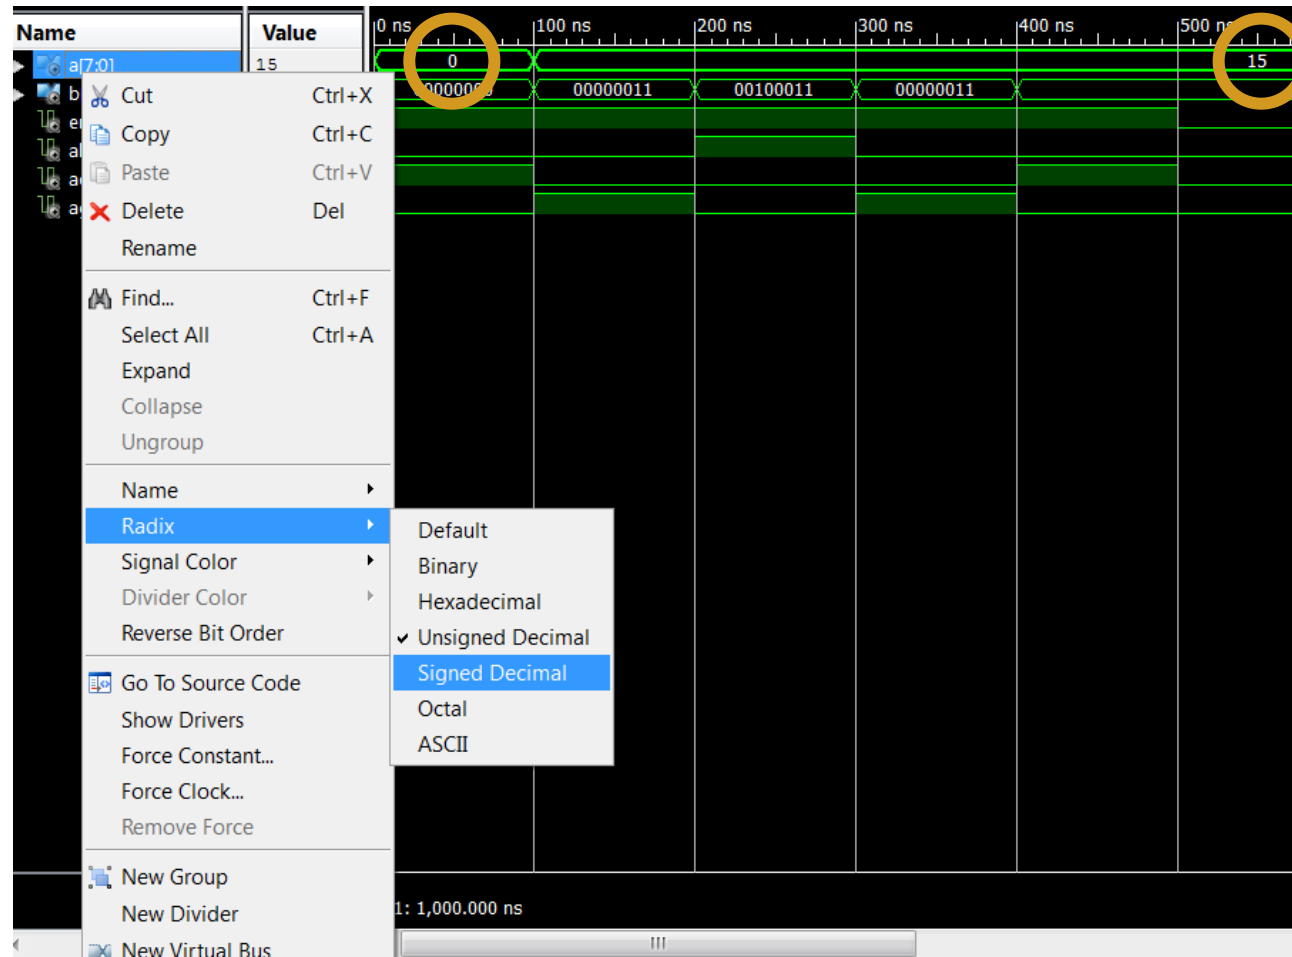 Name Value 0 ns 100 ns 200 ns 300 ns 400 ns 500 ns
a[7:0] 15 0 15
b 00000000 00000011 00100011 00000011
Cut Ctrl+X
Copy Ctrl+C
Paste Ctrl+V
Delete Del
Rename
Find... Ctrl+F
Select All Ctrl+A
Expand
Collapse
Ungroup
Name
Radix
Signal Color
Divider Color
Reverse Bit Order
Go To Source Code
Show Drivers
Force Constant...
Force Clock...
Remove Force
New Group
New Divider
New Virtual Bus
Default
Binary
Hexadecimal
Unsigned Decimal
Signed Decimal
Octal
ASCII
1: 1,000.000 ns